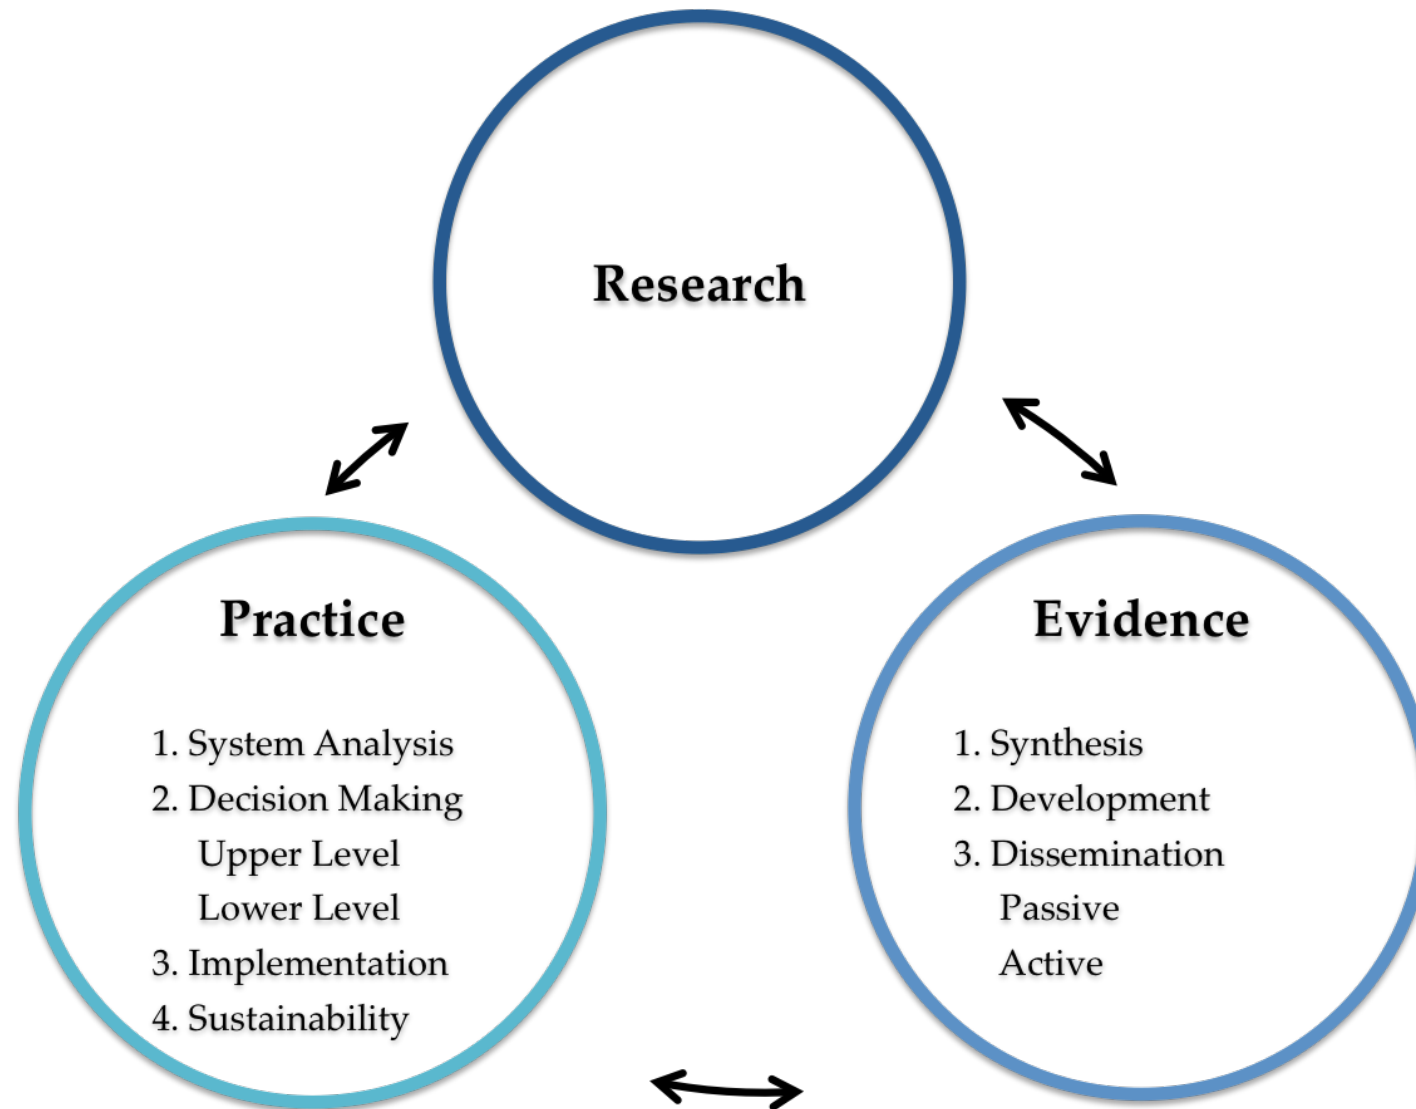 Research
Practice
1. System Analysis
2. Decision Making
Upper Level
Lower Level
3. Implementation
4. Sustainability
Evidence
1. Synthesis
2. Development
3. Dissemination
Passive
Active